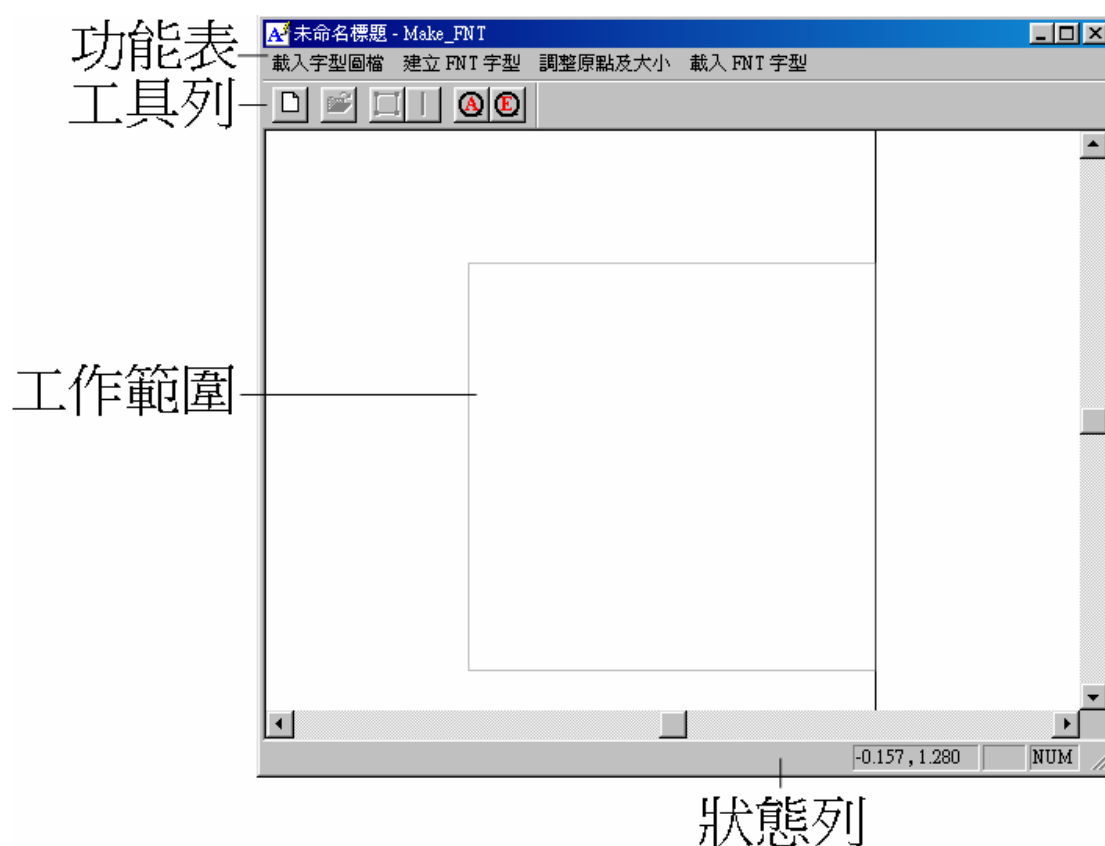 未命名標題 - Make_FNT
功能表
載入字型圖檔 建立 FNT 字型 調整原點及大小 載入 FNT 字型
工具列
A E
工作範圍
-0.157 , 1.280 NUM
狀態列